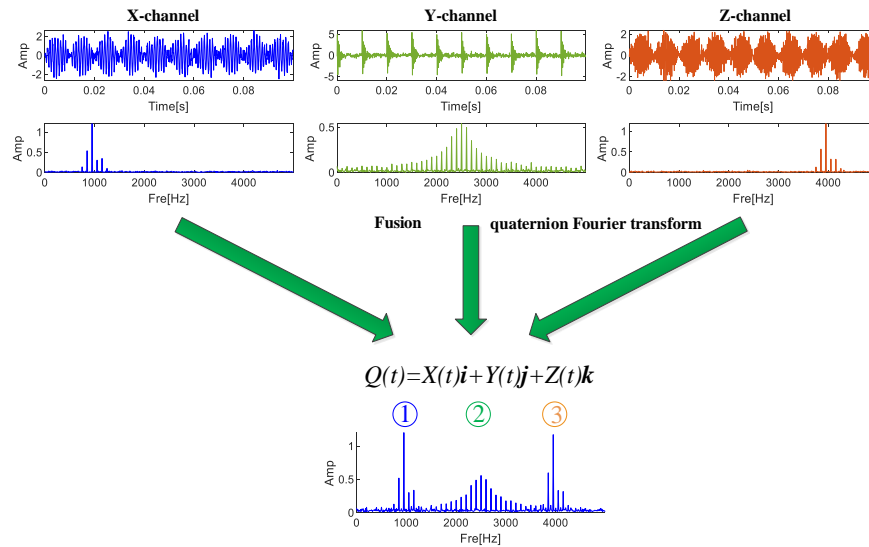 X-channel
Y-channel
Z-channel
Amp
2
0
-2
0
0.02
0.04
0.06
0.08
Time[s]
Amp
5
0
-5
0
0.02
0.04
0.06
0.08
Time[s]
Amp
2
0
-2
0
0.02
0.04
0.06
0.08
Time[s]
Amp
1
0.5
0
0
1000
2000
3000
4000
Fre[Hz]
Amp
0.5
0
0
1000
2000
3000
4000
Fre[Hz]
Amp
1
0.5
0
0
1000
2000
3000
4000
Fre[Hz]
Fusion
quaternion Fourier transform
Q(t)=X(t)i+Y(t)j+Z(t)k
①
②
③
Amp
1
0.5
0
0
1000
2000
3000
4000
Fre[Hz]